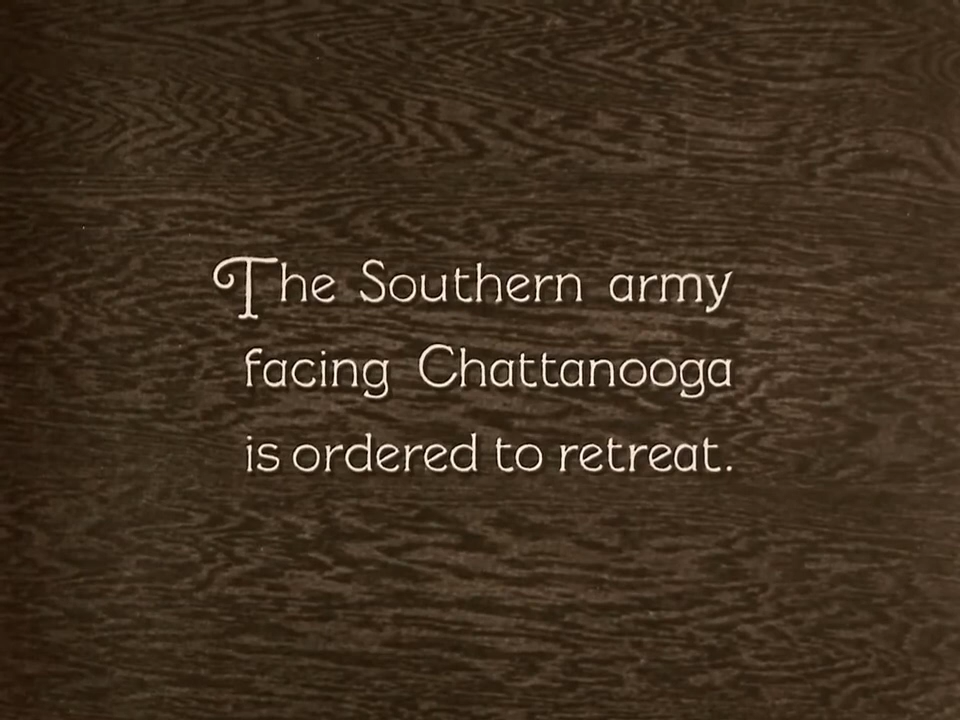 The Southern army
facing Chattanooga
is ordered to retreat.